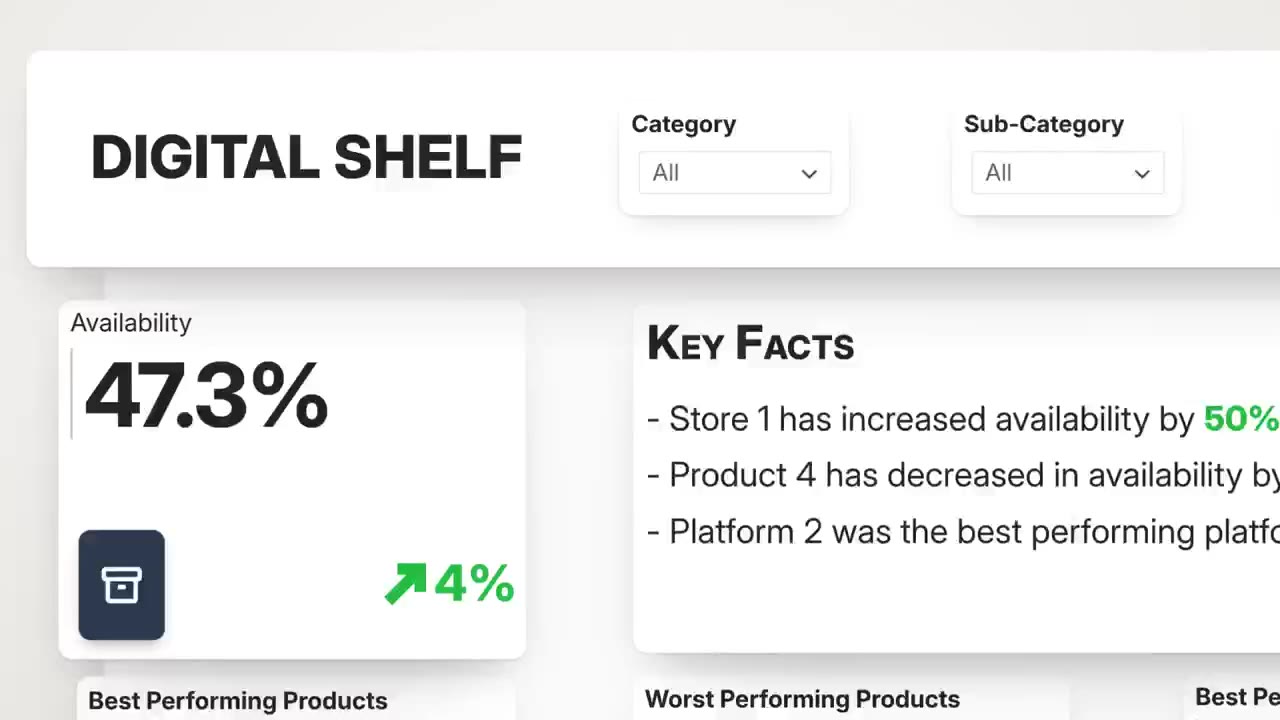 DIGITAL SHELF
Category
All
Sub-Category
All
Availability
47.3%
4%
KEY FACTS
- Store 1 has increased availability by 50%
- Product 4 has decreased in availability by
- Platform 2 was the best performing
Best Performing Products
Worst Performing Products
Best